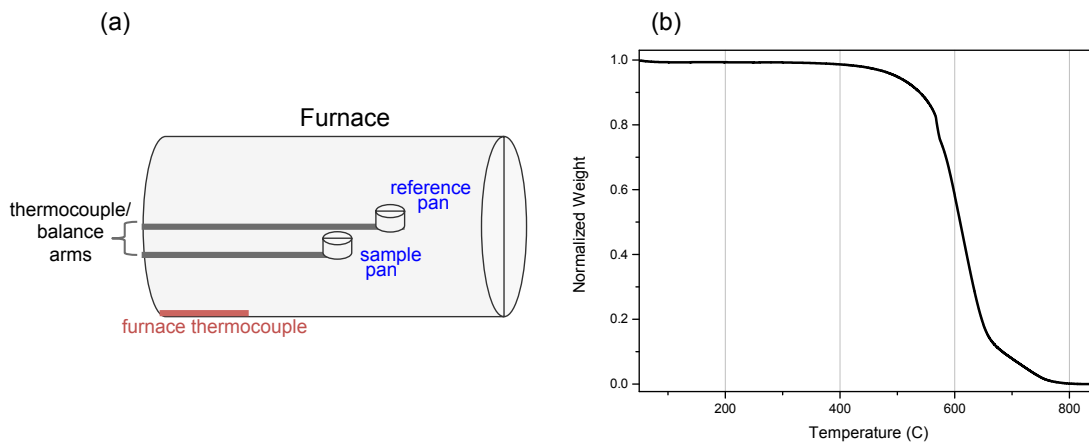 (a)
Furnace
reference
pan
thermocouple/
balance
arms
sample
pan
furnace thermocouple
(b)
1.0
0.8
0.6
0.4
0.2
0.0
Normalized Weight
200
400
600
800
Temperature (C)